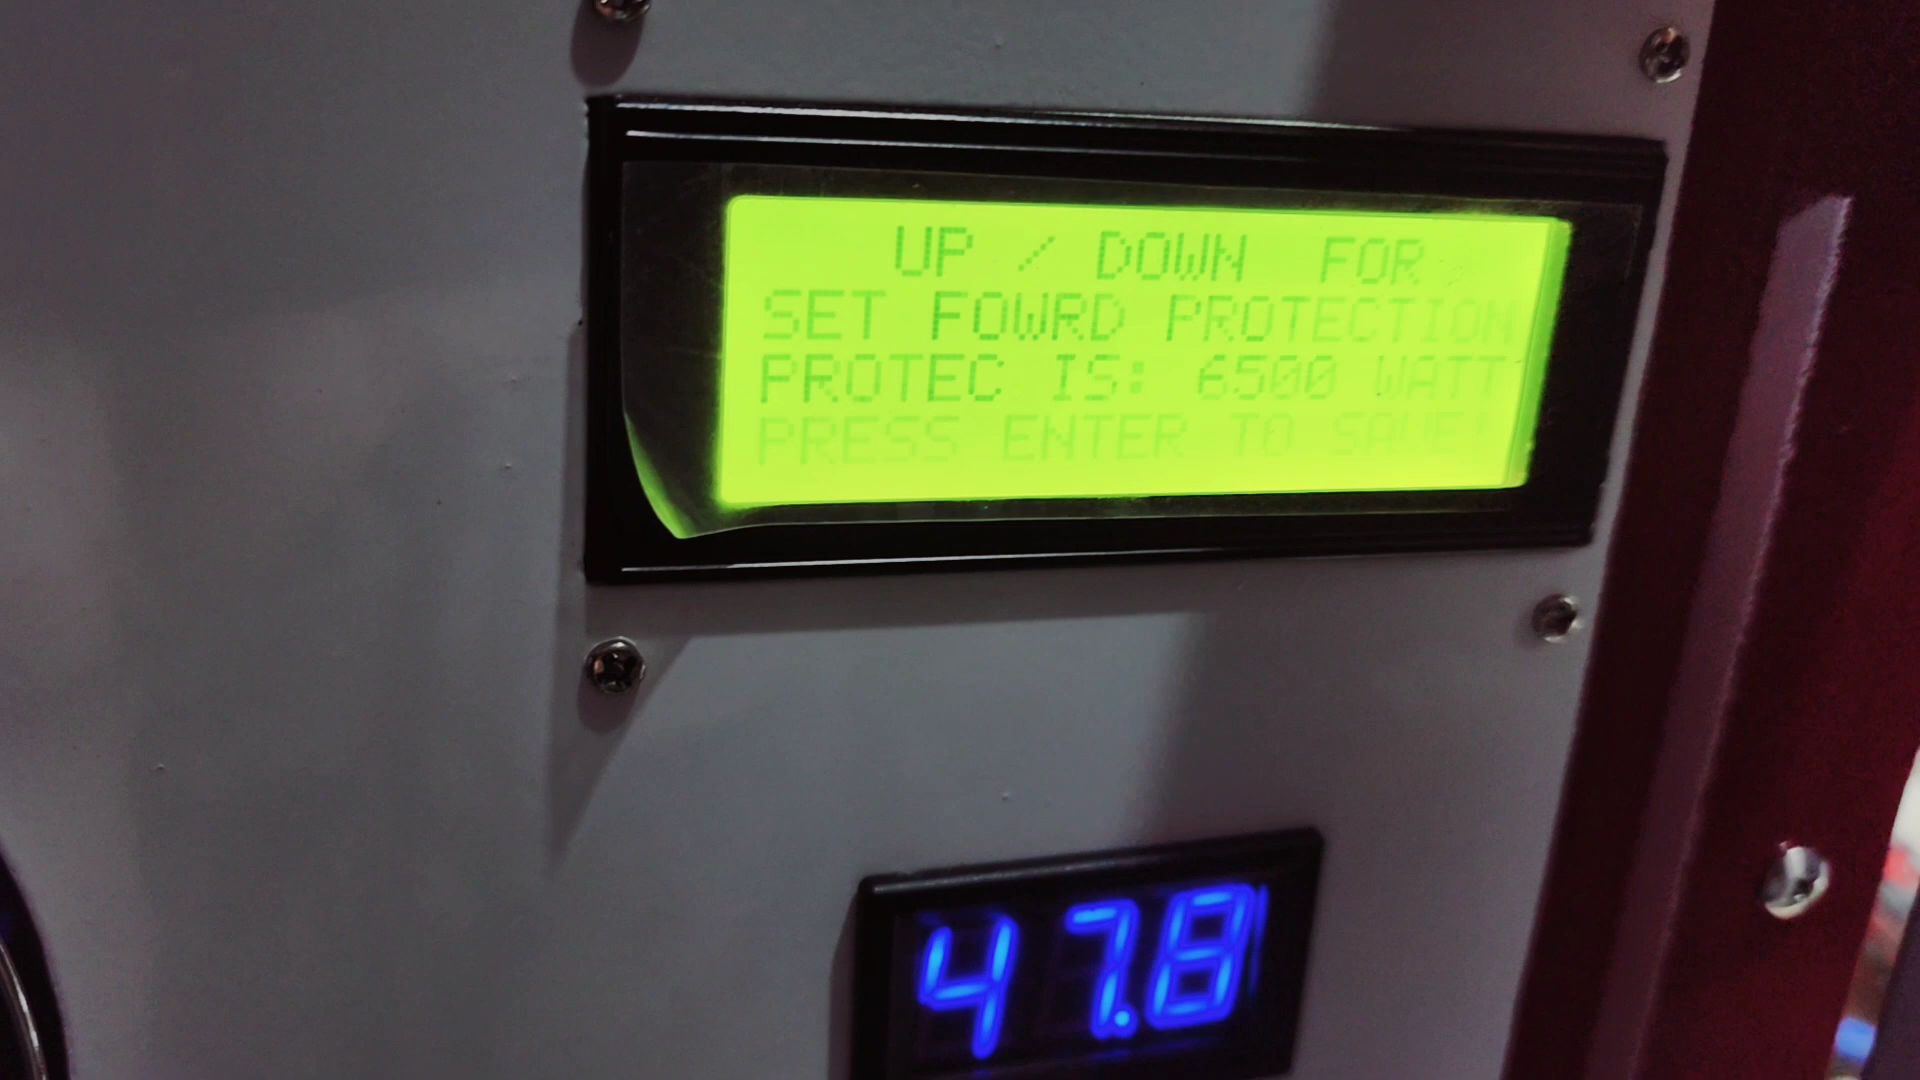 UP / DOWN FOR
SET FOWRD PROTECTION
PROTEC IS: 6500 WATT
PRESS ENTER TO SAVE!
47.8